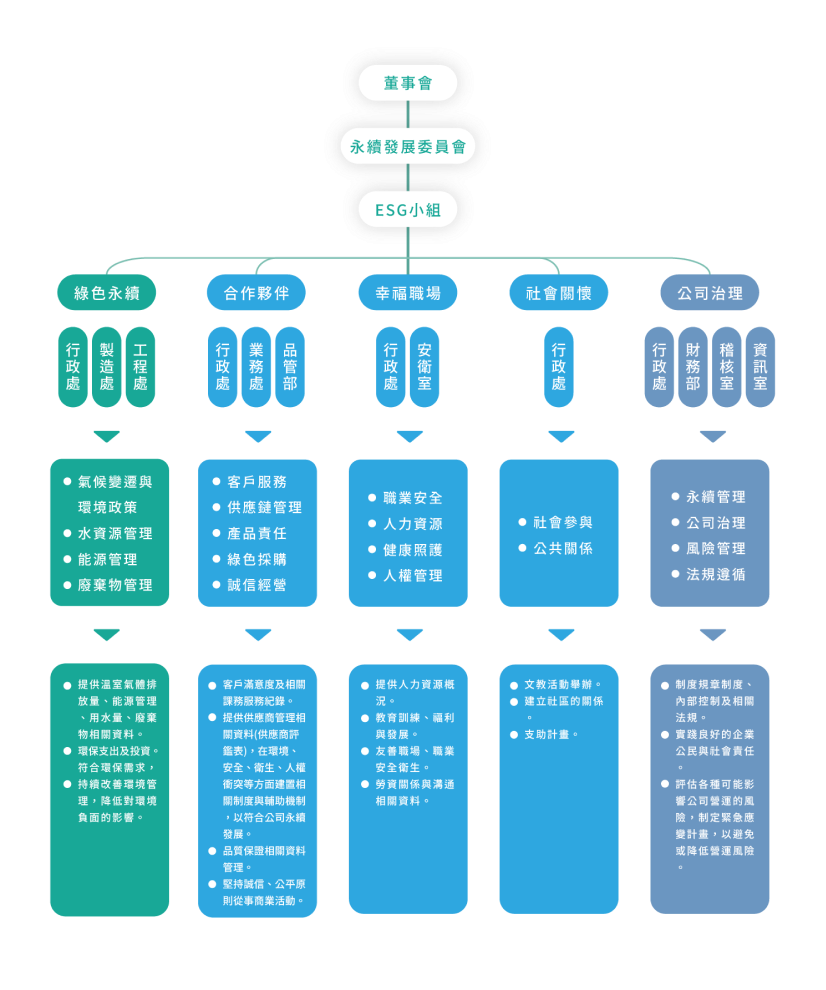 董事會
永續發展委員會
ESG小組
綠色永續
行政處
製造處
工程處
氣候變遷與
環境政策
水資源管理
能源管理
廢棄物管理
提供溫室氣體排
放量、能源管理
、用水量、廢棄
物相關資料。
環保支出及投資。
符合環保需求，
持續改善環境管
理，降低對環境
負面的影響。
合作夥伴
行政處
業務處
品管部
客戶服務
供應鏈管理
產品責任
綠色採購
誠信經營
客戶滿意度及相關
課務服務紀錄。
提供供應商管理相
關資料(供應商評
鑑表)，在環境、
安全、衛生、人權
衝突等方面建置相
關制度與輔助機制
，以符合公司永續
發展。
品質保證相關資料
管理。
堅持誠信、公平原
則從事商業活動。
幸福職場
行政處
安衛室
職業安全
人力資源
健康照護
人權管理
提供人力資源概
況。
教育訓練、福利
與發展。
友善職場、職業
安全衛生。
勞資關係與溝通
相關資料。
社會關懷
行政處
社會參與
公共關係
文教活動舉辦。
建立社區的關係
。
支助計畫。
公司治理
行政處
財務部
稽核室
資訊室
永續管理
公司治理
風險管理
法規遵循
制度規章制度、
內部控制及相關
法規。
實踐良好的企業
公民與社會責任
。
評估各種可能影
響公司營運的風
險，制定緊急應
變計畫，以避免
或降低營運風險
。